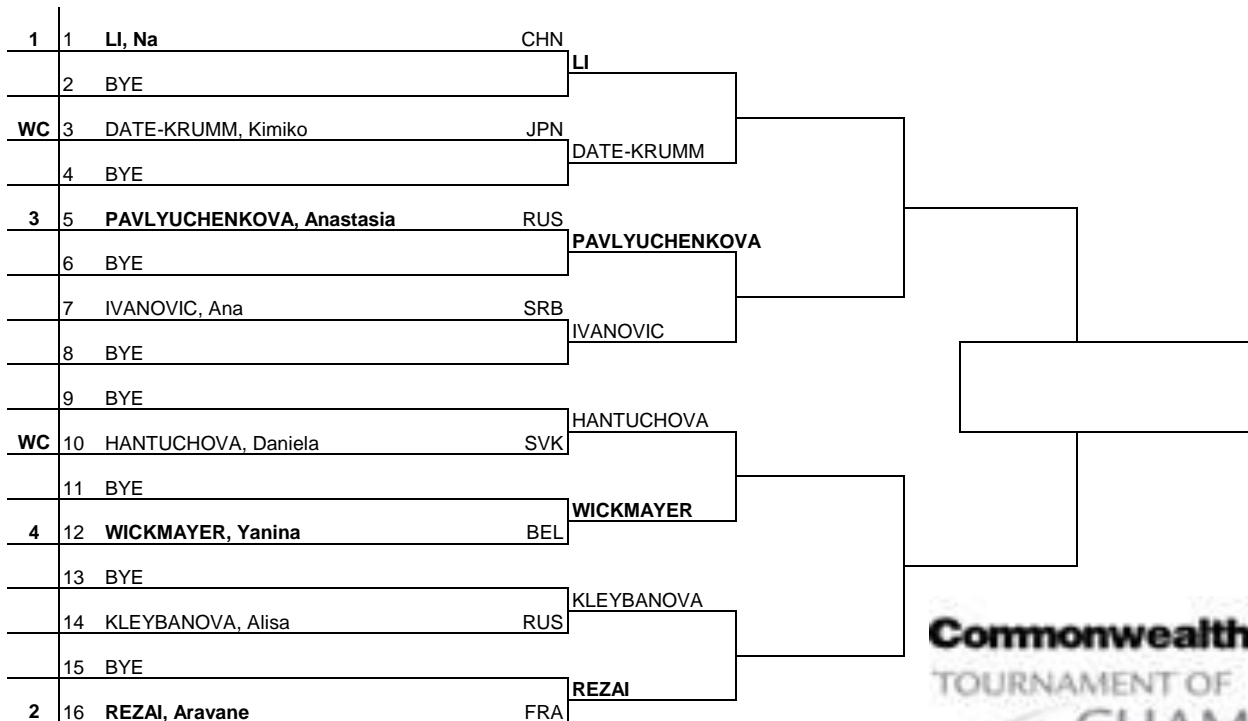 1 1 LI, Na CHN
LI
2 BYE
WC 3 DATE-KRUMM, Kimiko JPN
DATE-KRUMM
4 BYE
3 5 PAVLYUCHENKOVA, Anastasia RUS
PAVLYUCHENKOVA
6 BYE
7 IVANOVIC, Ana SRB
IVANOVIC
8 BYE
9 BYE
HANTUCHOVA
WC 10 HANTUCHOVA, Daniela SVK
11 BYE
WICKMAYER
4 12 WICKMAYER, Yanina BEL
13 BYE
KLEYBANOVA
14 KLEYBANOVA, Alisa RUS
15 BYE
REZAI
2 16 REZAI, Aravane FRA
Commonwealth
TOURNAMENT OF